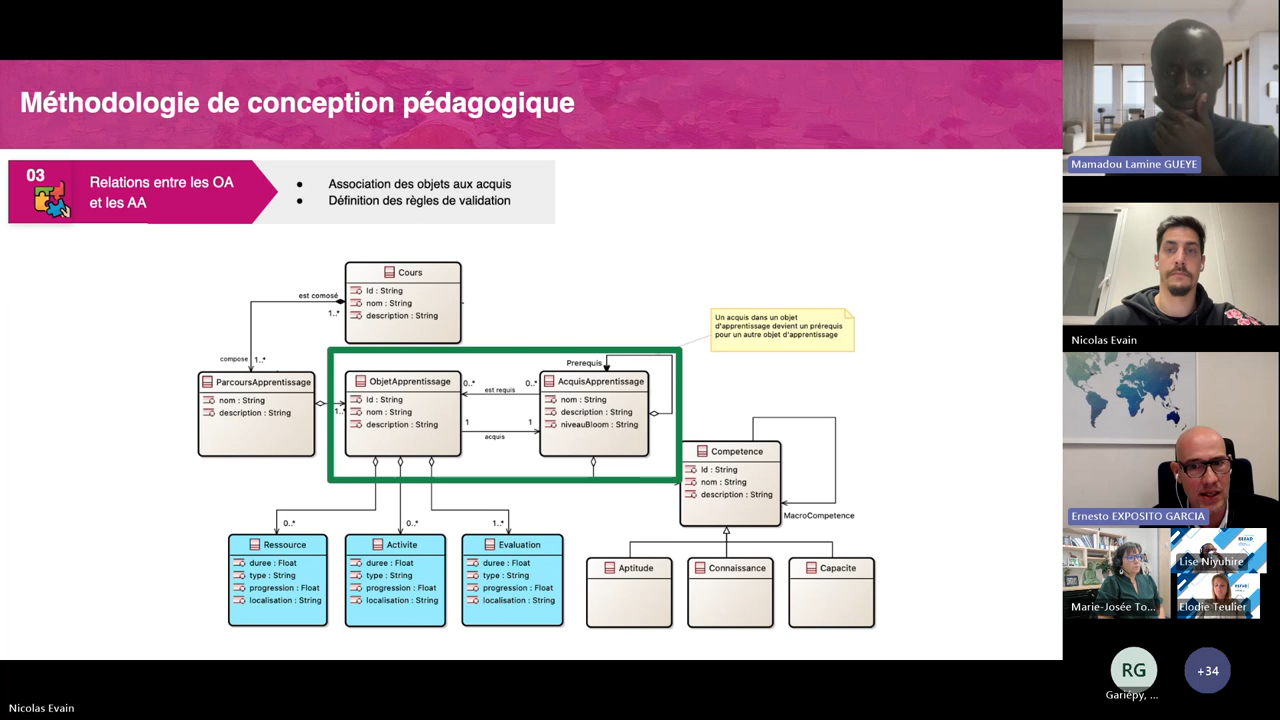 Méthodologie de conception pédagogique
03
Relations entre les OA
et les AA
● Association des objets aux acquis
● Définition des règles de validation
Cours
Id : String
nom : String
description : String
est comosé
1..*
compose
1..*
Un acquis dans un objet
d'apprentissage devient un prérequis
pour un autre objet d'apprentissage
ParcoursApprentissage
nom : String
description : String
1..*
ObjetApprentissage
Id : String
nom : String
description : String
0..*
est requis
0..*
1
acquis
1
Prerequis
AcquisApprentissage
nom : String
description : String
niveauBloom : String
Competence
Id : String
nom : String
description : String
MacroCompetence
0..*
0..*
1..*
Ressource
duree : Float
type : String
progression : Float
localisation : String
Activite
duree : Float
type : String
progression : Float
localisation : String
Evaluation
duree : Float
type : String
progression : Float
localisation : String
Aptitude
Connaissance
Capacite
Mamadou Lamine GUEYE
Nicolas Evain
Ernesto EXPOSITO GARCIA
Marie-Josée To...
Lise Niyuhire
Elodie Teulier
RG
Gariépy, ...
+34
Nicolas Evain